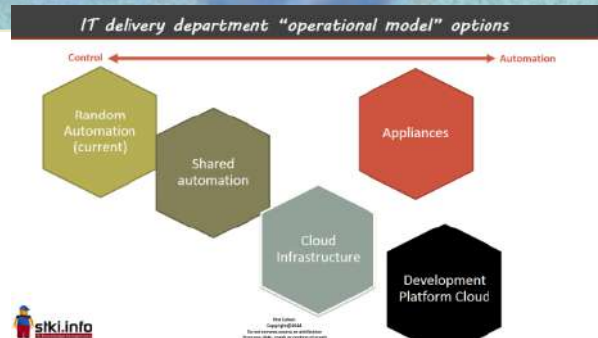 IT delivery department “operational model” options
Control
Automation
Random
Automation
(current)
Shared
automation
Appliances
Cloud
Infrastructure
Development
Platform Cloud
stki.info